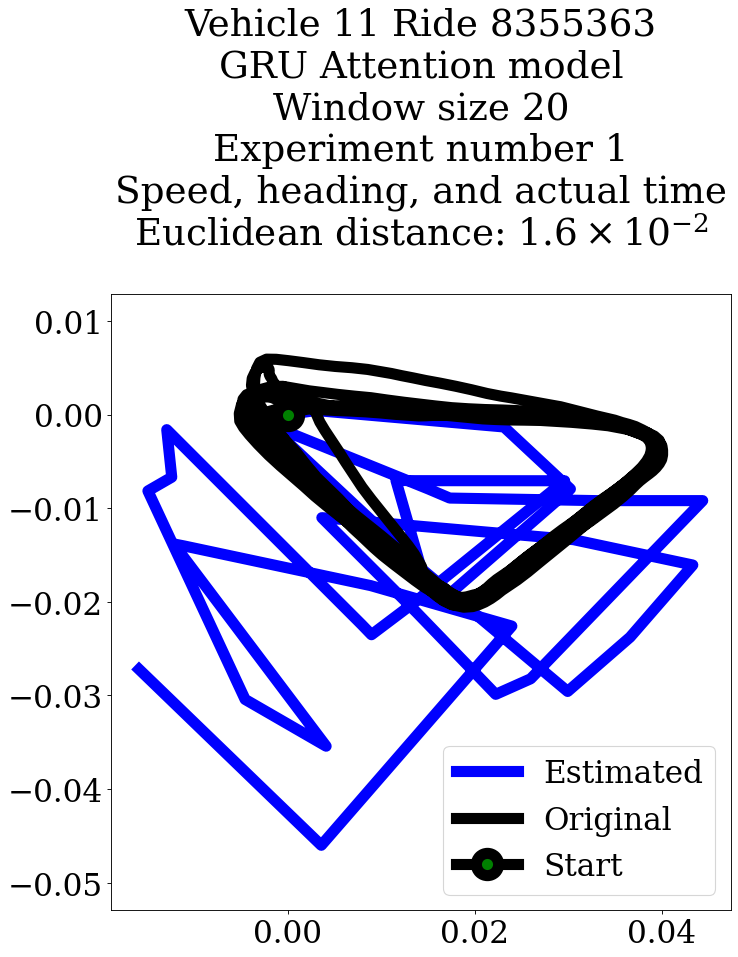 Vehicle 11 Ride 8355363
GRU Attention model
Window size 20
Experiment number 1
Speed, heading, and actual time
Euclidean distance: 1.6 × 10⁻²
0.01
0.00
−0.01
−0.02
−0.03
−0.04
−0.05
Estimated
Original
Start
0.00 0.02 0.04